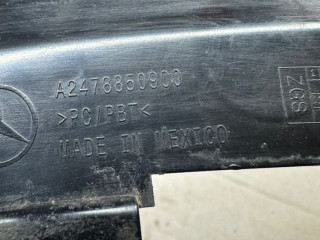 A2478850900
>PC/PBT<
MADE IN MEXICO